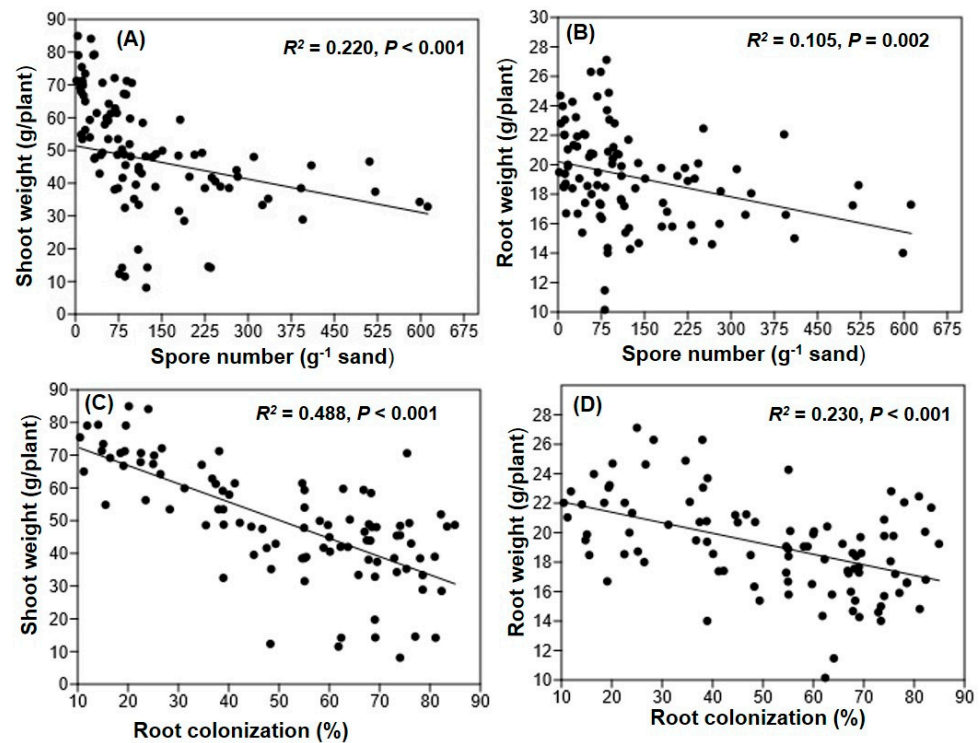 (A)
R² = 0.220, P < 0.001
Shoot weight (g/plant)
90
80
70
60
50
40
30
20
10
0
0 75 150 225 300 375 450 525 600 675
Spore number (g⁻¹ sand)
(B)
R² = 0.105, P = 0.002
Root weight (g/plant)
30
28
26
24
22
20
18
16
14
12
10
0 75 150 225 300 375 450 525 600 675
Spore number (g⁻¹ sand)
(C)
R² = 0.488, P < 0.001
Shoot weight (g/plant)
90
80
70
60
50
40
30
20
10
0
10 20 30 40 50 60 70 80 90
Root colonization (%)
(D)
R² = 0.230, P < 0.001
Root weight (g/plant)
28
26
24
22
20
18
16
14
12
10
10 20 30 40 50 60 70 80 90
Root colonization (%)